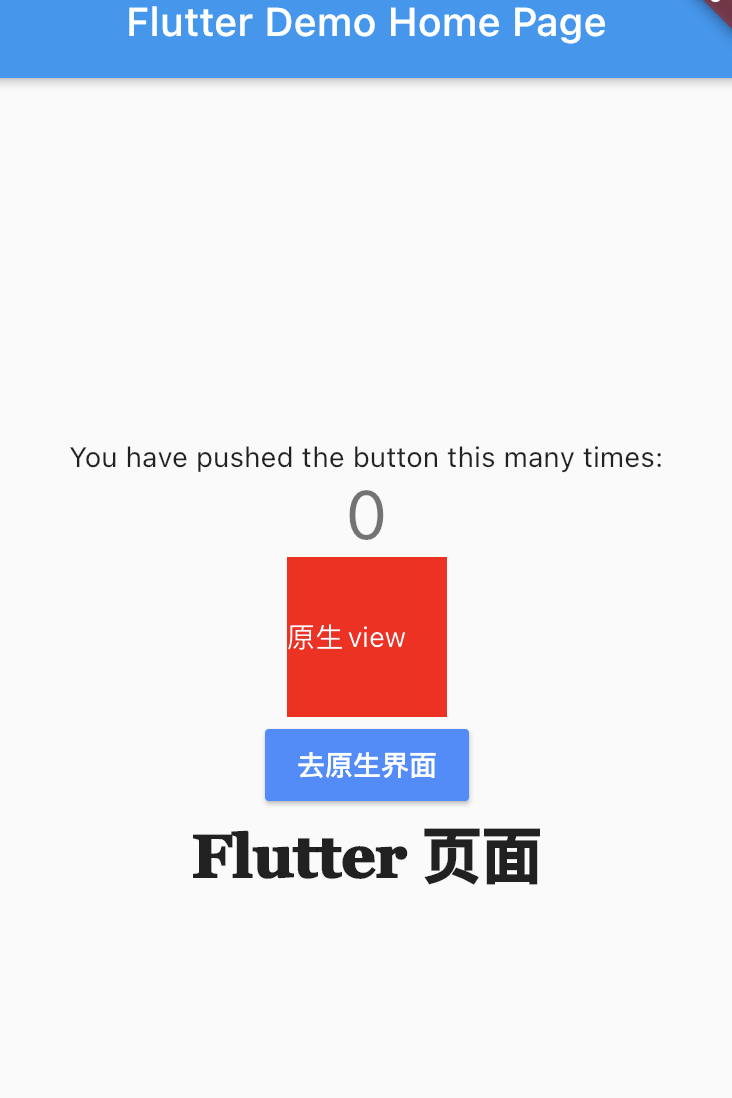 Flutter Demo Home Page
You have pushed the button this many times:
0
原生 view
去原生界面
Flutter 页面